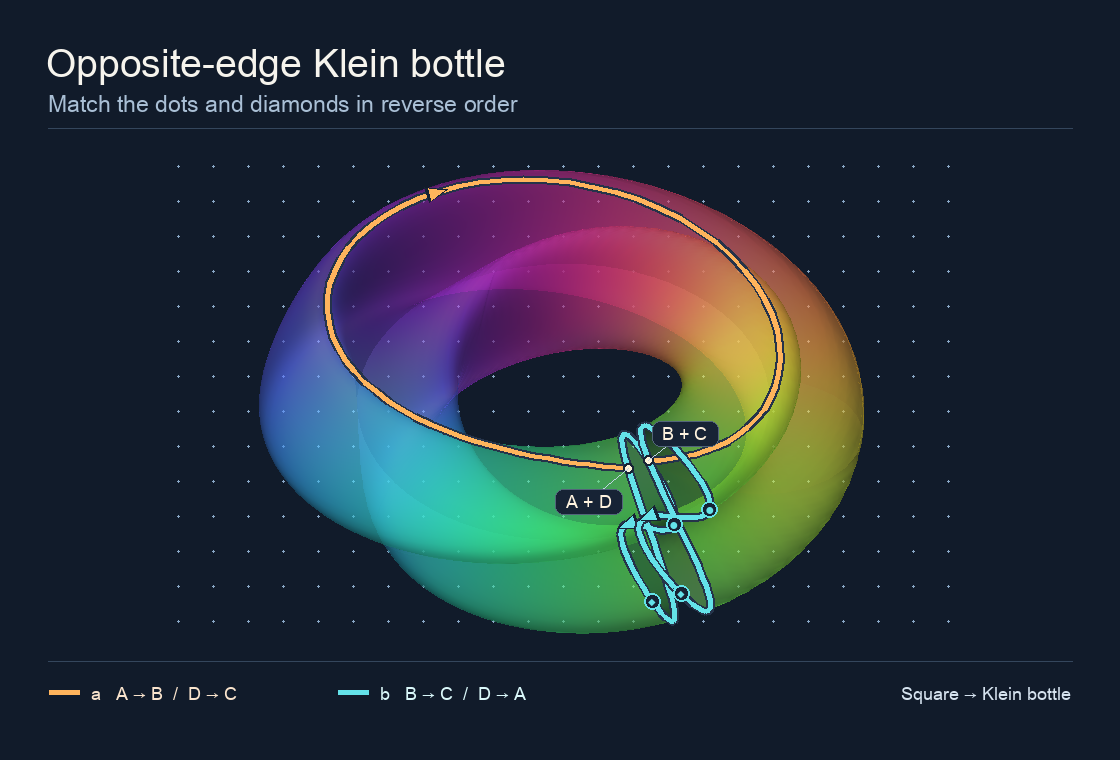 Opposite-edge Klein bottle
Match the dots and diamonds in reverse order
B + C
A + D
a A → B / D → C
b B → C / D → A
Square → Klein bottle